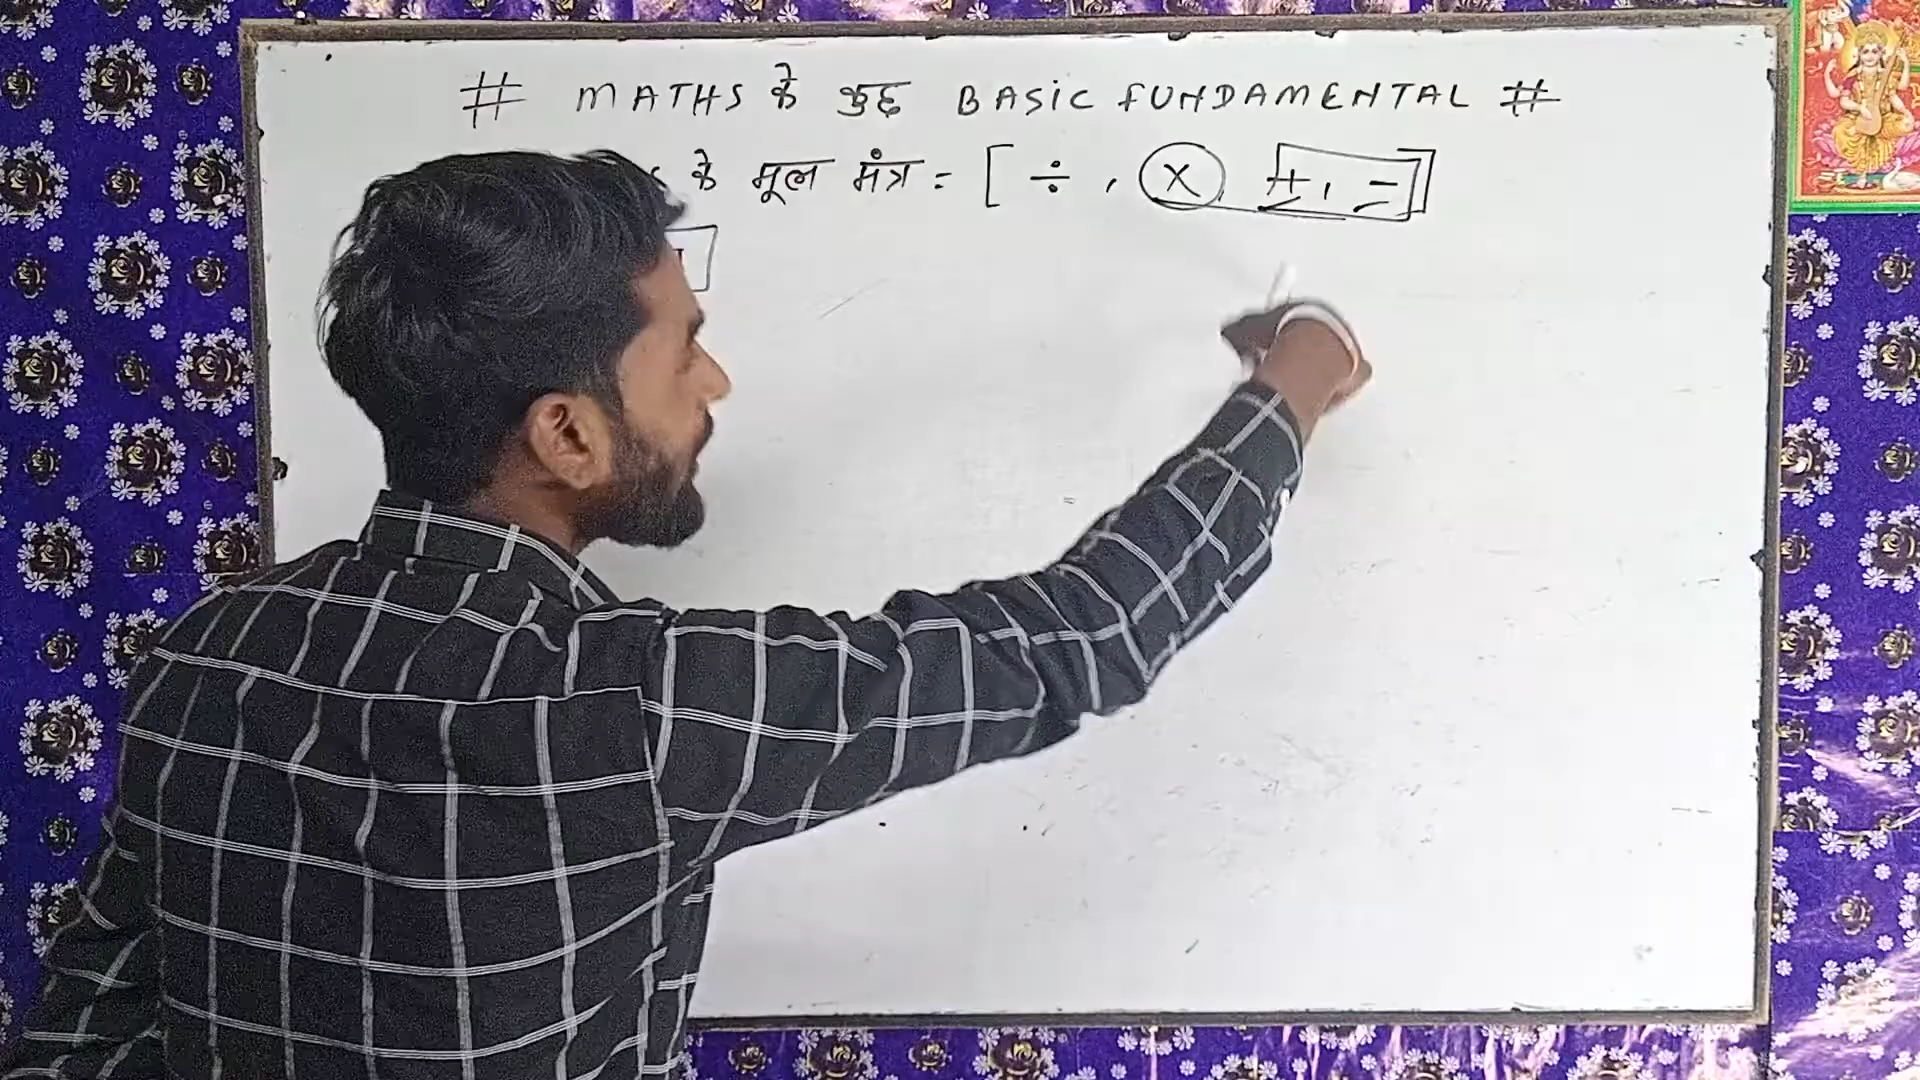 # MATHS के कुछ BASIC FUNDAMENTAL #
के मूल मंत्र = [ ÷ , × +, = ]